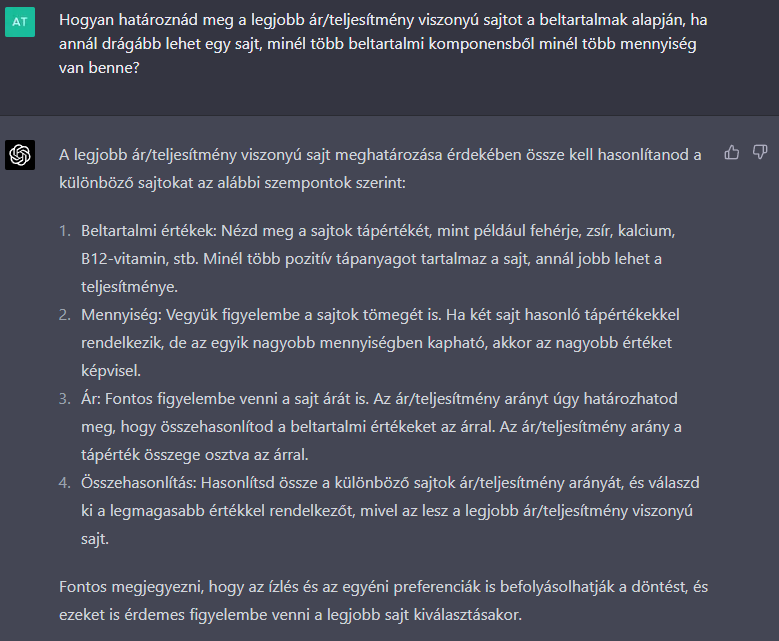 AT
Hogyan határoznád meg a legjobb ár/teljesítmény viszonyú sajtot a beltartalmak alapján, ha
annál drágább lehet egy sajt, minél több beltartalmi komponensből minél több mennyiség
van benne?
A legjobb ár/teljesítmény viszonyú sajt meghatározása érdekében össze kell hasonlítanod a
különböző sajtokat az alábbi szempontok szerint:
1. Beltartalmi értékek: Nézd meg a sajtok tápértékét, mint például fehérje, zsír, kalcium,
B12-vitamin, stb. Minél több pozitív tápanyagot tartalmaz a sajt, annál jobb lehet a
teljesítménye.
2. Mennyiség: Vegyük figyelembe a sajtok tömegét is. Ha két sajt hasonló tápértékekkel
rendelkezik, de az egyik nagyobb mennyiségben kapható, akkor az nagyobb értéket
képvisel.
3. Ár: Fontos figyelembe venni a sajt árát is. Az ár/teljesítmény arányt úgy határozhatod
meg, hogy összehasonlítod a beltartalmi értékeket az árral. Az ár/teljesítmény arány a
tápérték összege osztva az árral.
4. Összehasonlítás: Hasonlítsd össze a különböző sajtok ár/teljesítmény arányát, és válaszd
ki a legmagasabb értékkel rendelkezőt, mivel az lesz a legjobb ár/teljesítmény viszonyú
sajt.
Fontos megjegyezni, hogy az ízlés és az egyéni preferenciák is befolyásolhatják a döntést, és
ezeket is érdemes figyelembe venni a legjobb sajt kiválasztásakor.